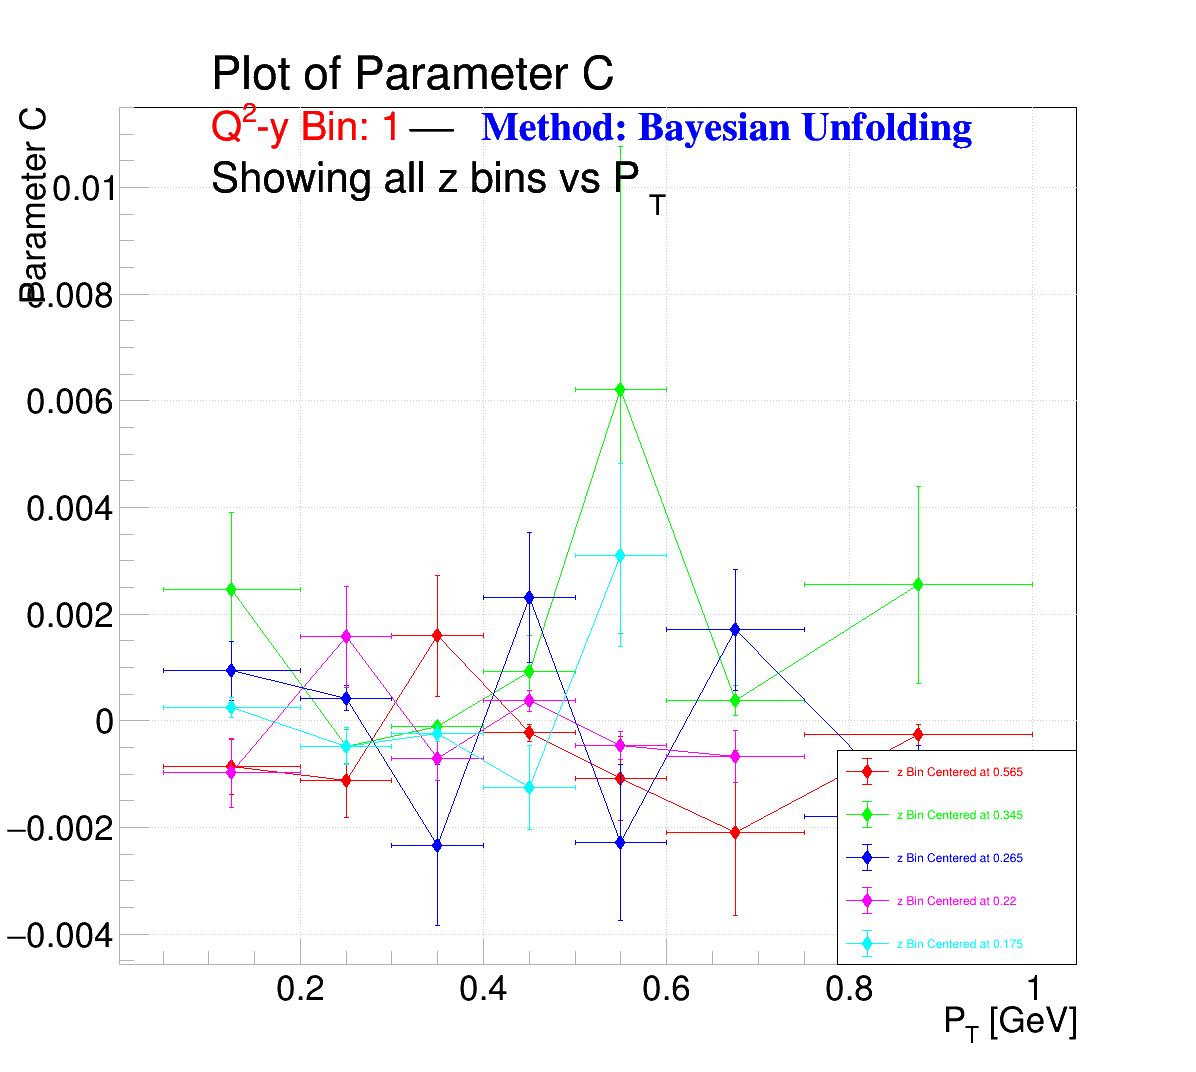 Plot of Parameter C
Q²-y Bin: 1 — Method: Bayesian Unfolding
Showing all z bins vs P_T
Parameter C
0.01
0.008
0.006
0.004
0.002
0
−0.002
−0.004
z Bin Centered at 0.565
z Bin Centered at 0.345
z Bin Centered at 0.265
z Bin Centered at 0.22
z Bin Centered at 0.175
0.2 0.4 0.6 0.8 1
P_T [GeV]